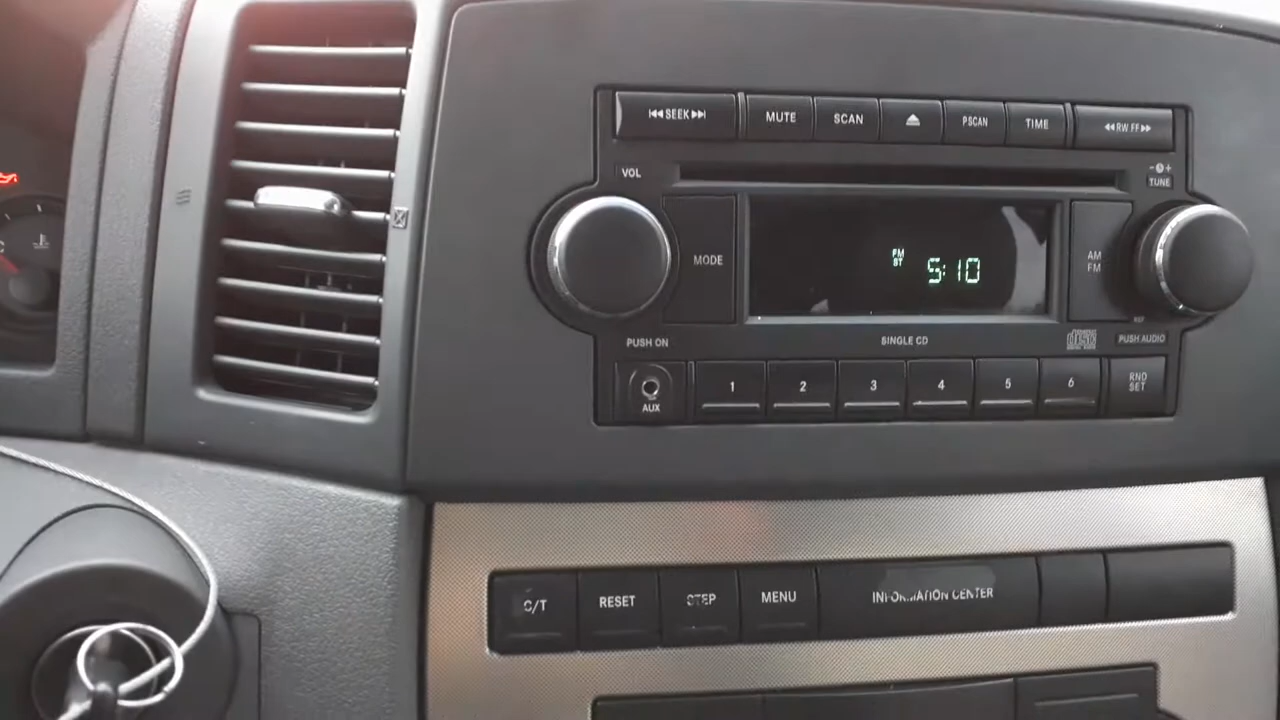 SEEK
MUTE
SCAN
PSCAN
TIME
RW FF
VOL
TUNE
MODE
FM
BT
5:10
AM
FM
PUSH ON
SINGLE CD
PUSH AUDIO
AUX
1
2
3
4
5
6
RND
SET
C/T
RESET
STEP
MENU
INFORMATION CENTER